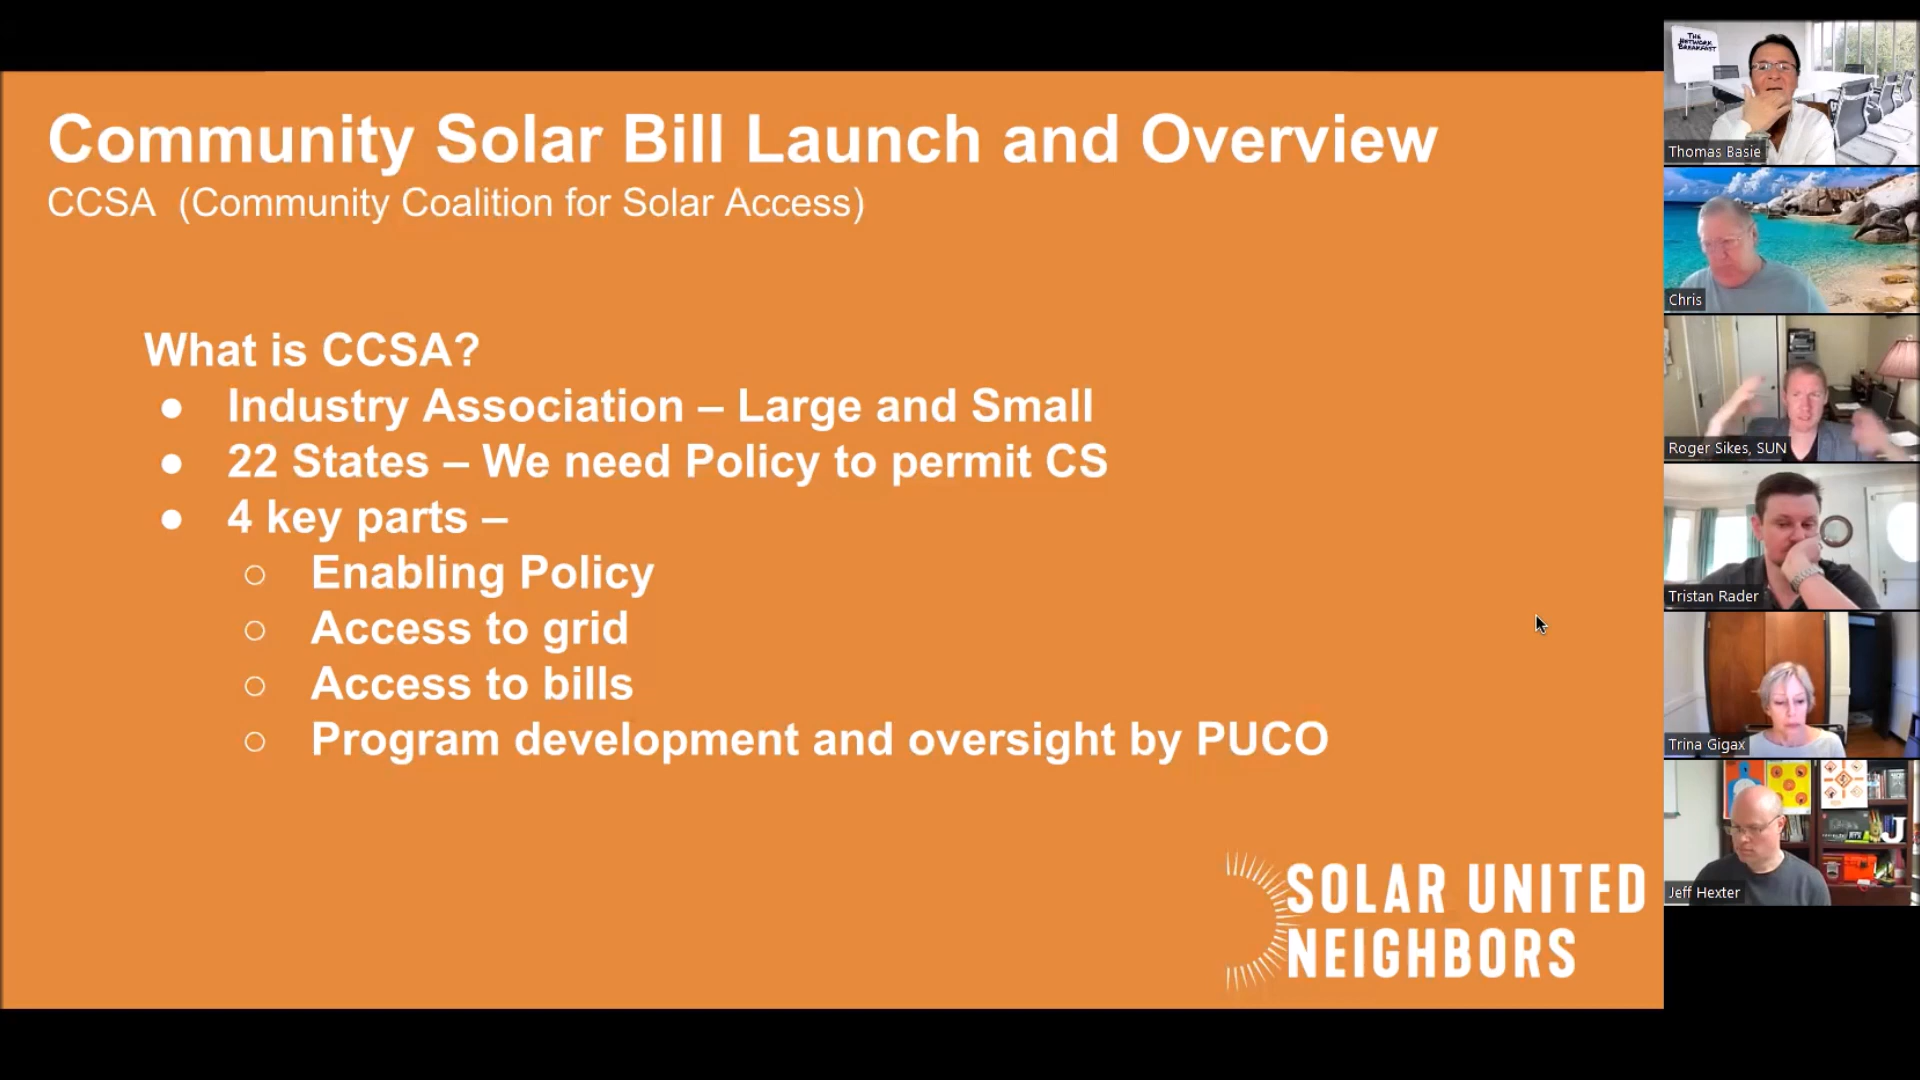 Community Solar Bill Launch and Overview
CCSA (Community Coalition for Solar Access)
What is CCSA?
● Industry Association – Large and Small
● 22 States – We need Policy to permit CS
● 4 key parts –
○ Enabling Policy
○ Access to grid
○ Access to bills
○ Program development and oversight by PUCO
SOLAR UNITED
NEIGHBORS
THE
NETWORK
BREAKFAST
Thomas Basie
Chris
Roger Sikes, SUN
Tristan Rader
Trina Gigax
J
Jeff Hexter